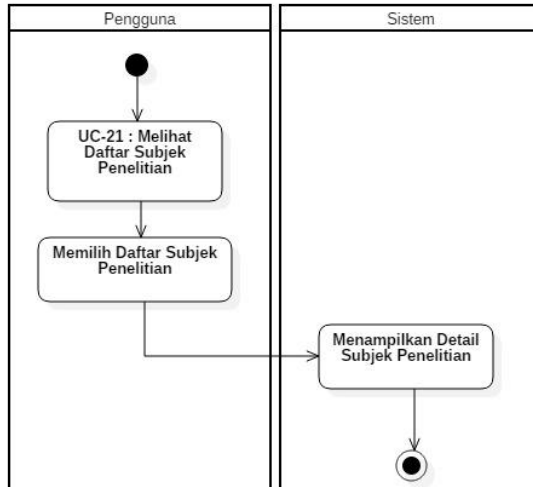 Pengguna
Sistem
UC-21 : Melihat
Daftar Subjek
Penelitian
Memilih Daftar Subjek
Penelitian
Menampilkan Detail
Subjek Penelitian